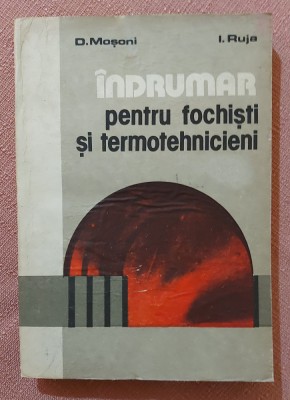 D. Moșoni I. Ruja
ÎNDRUMAR
pentru fochiști
și termotehnicieni